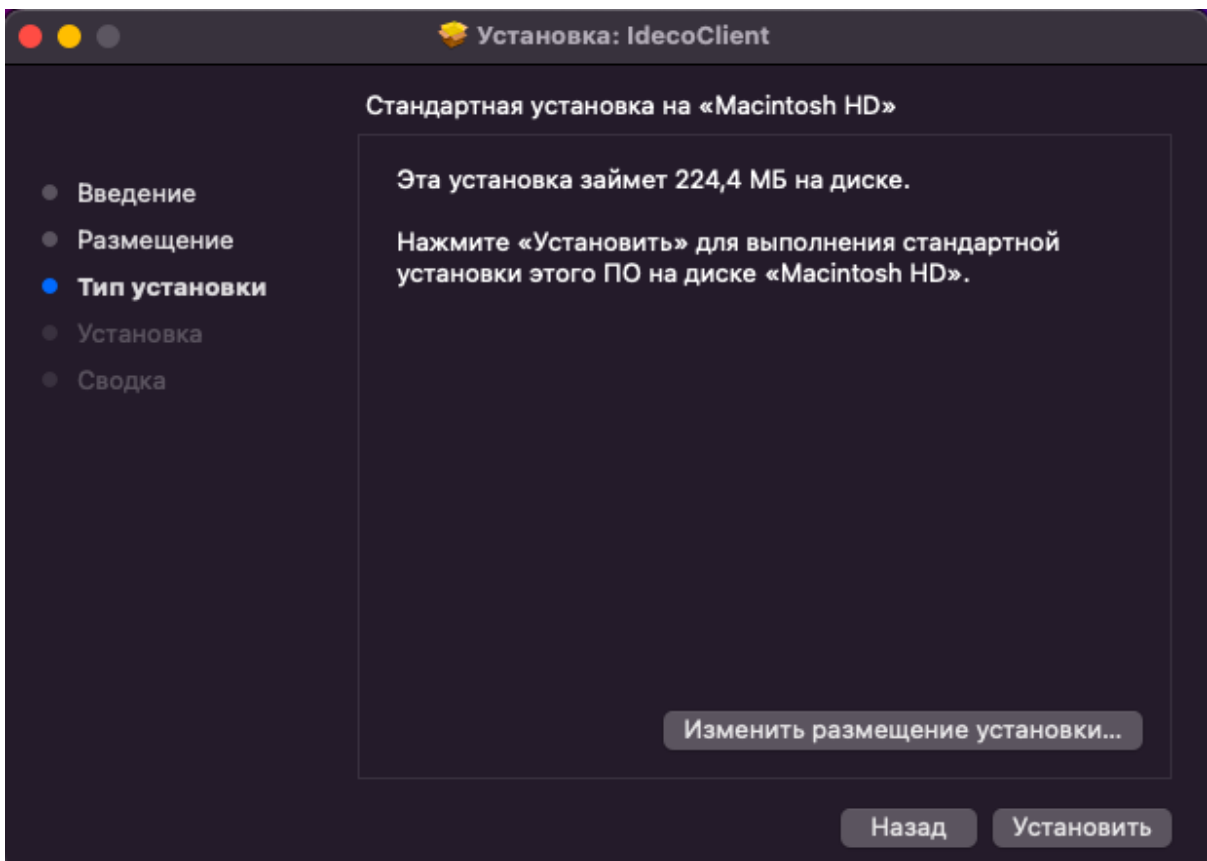 Установка: IdecoClient
Стандартная установка на «Macintosh HD»
Введение
Размещение
Тип установки
Установка
Сводка
Эта установка займет 224,4 МБ на диске.
Нажмите «Установить» для выполнения стандартной
установки этого ПО на диске «Macintosh HD».
Изменить размещение установки...
Назад
Установить